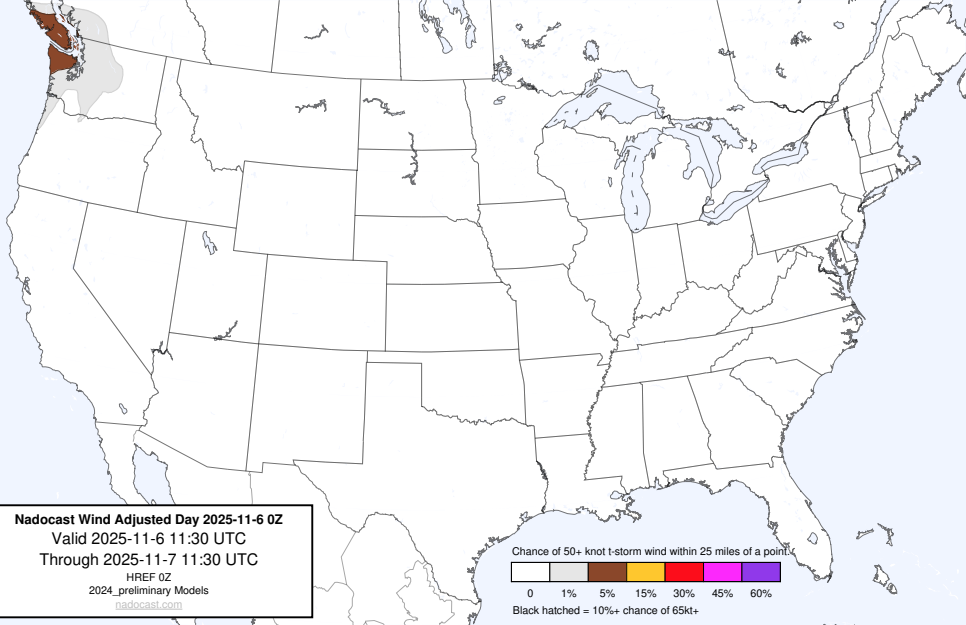 Nadocast Wind Adjusted Day 2025-11-6 0Z
Valid 2025-11-6 11:30 UTC
Through 2025-11-7 11:30 UTC
HREF 0Z
2024_preliminary Models
nadocast.com
Chance of 50+ knot t-storm wind within 25 miles of a point.
0 1% 5% 15% 30% 45% 60%
Black hatched = 10%+ chance of 65kt+